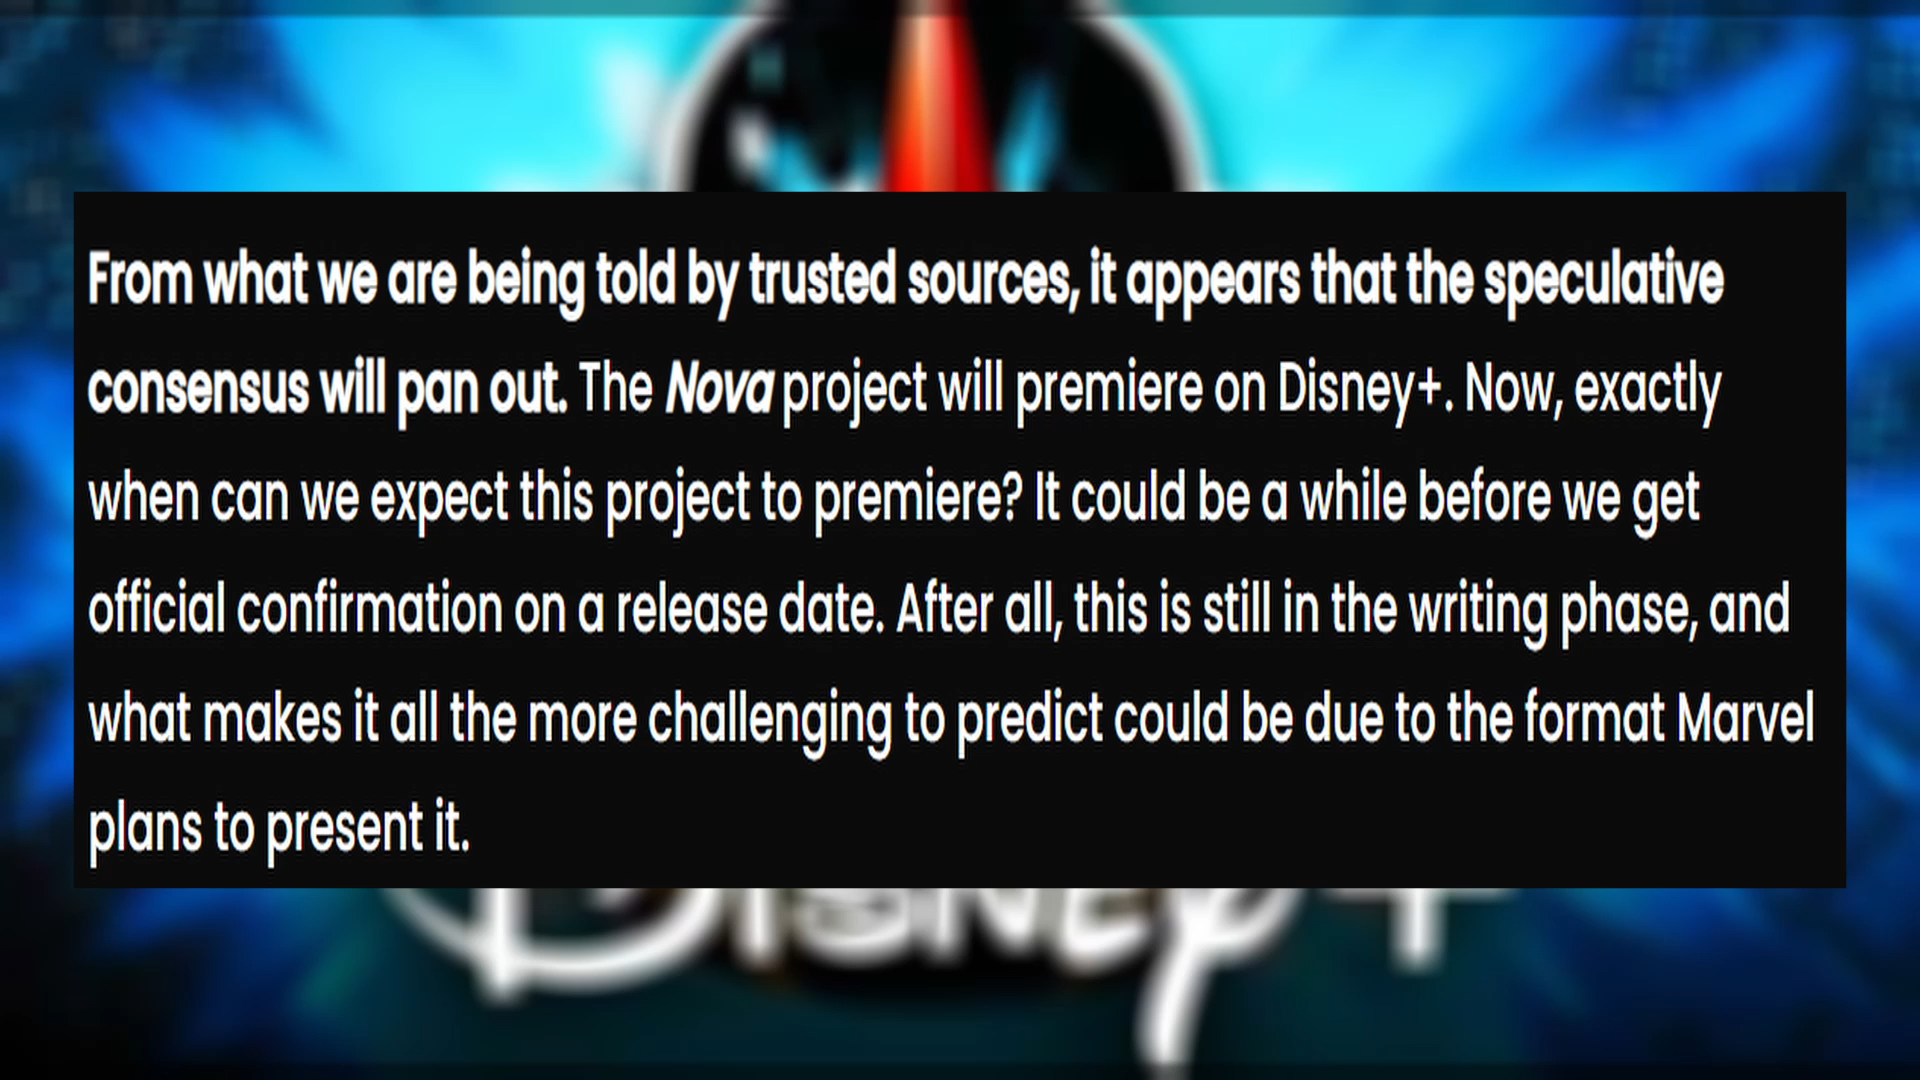 From what we are being told by trusted sources, it appears that the speculative
consensus will pan out. The Nova project will premiere on Disney+. Now, exactly
when can we expect this project to premiere? It could be a while before we get
official confirmation on a release date. After all, this is still in the writing phase, and
what makes it all the more challenging to predict could be due to the format Marvel
plans to present it.
Disney+